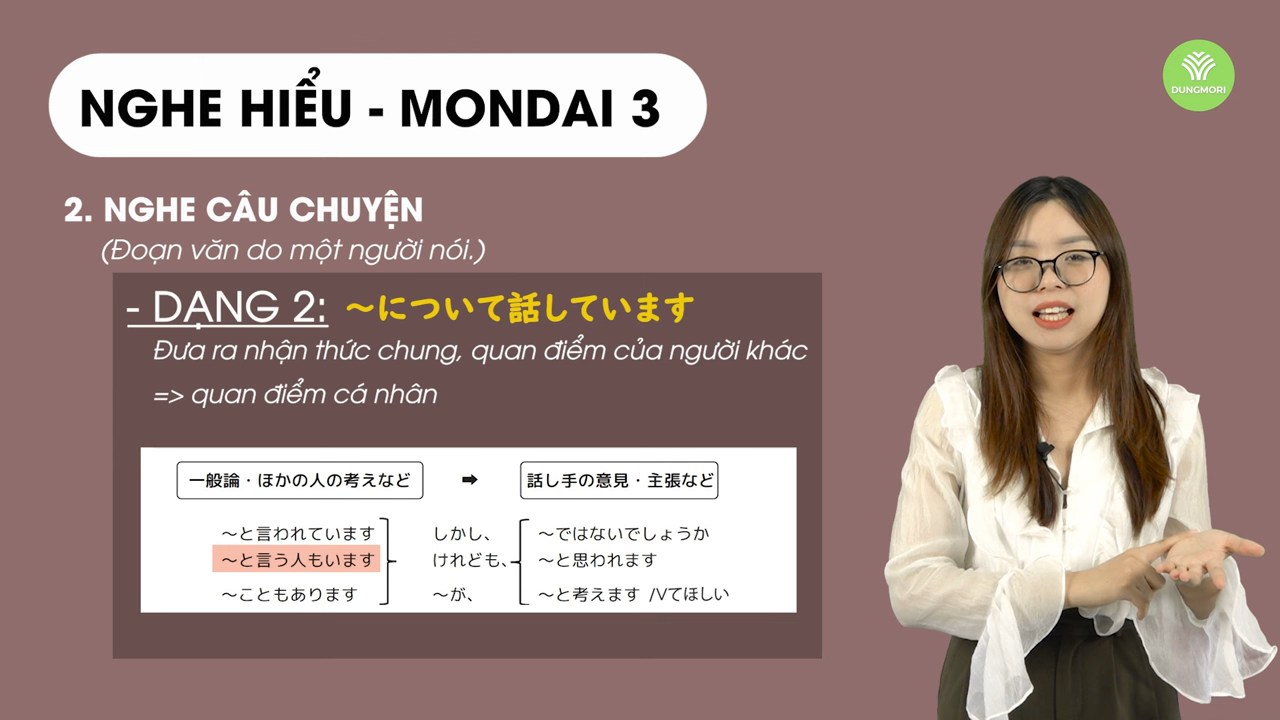 NGHE HIỂU - MONDAI 3
DUNGMORI
2. NGHE CÂU CHUYỆN
(Đoạn văn do một người nói.)
- DẠNG 2: ～について話しています
Đưa ra nhận thức chung, quan điểm của người khác
=> quan điểm cá nhân
一般論・ほかの人の考えなど ➡ 話し手の意見・主張など
～と言われています しかし、 ～ではないでしょうか
～と言う人もいます けれども、 ～と思われます
～こともあります ～が、 ～と考えます /Vてほしい